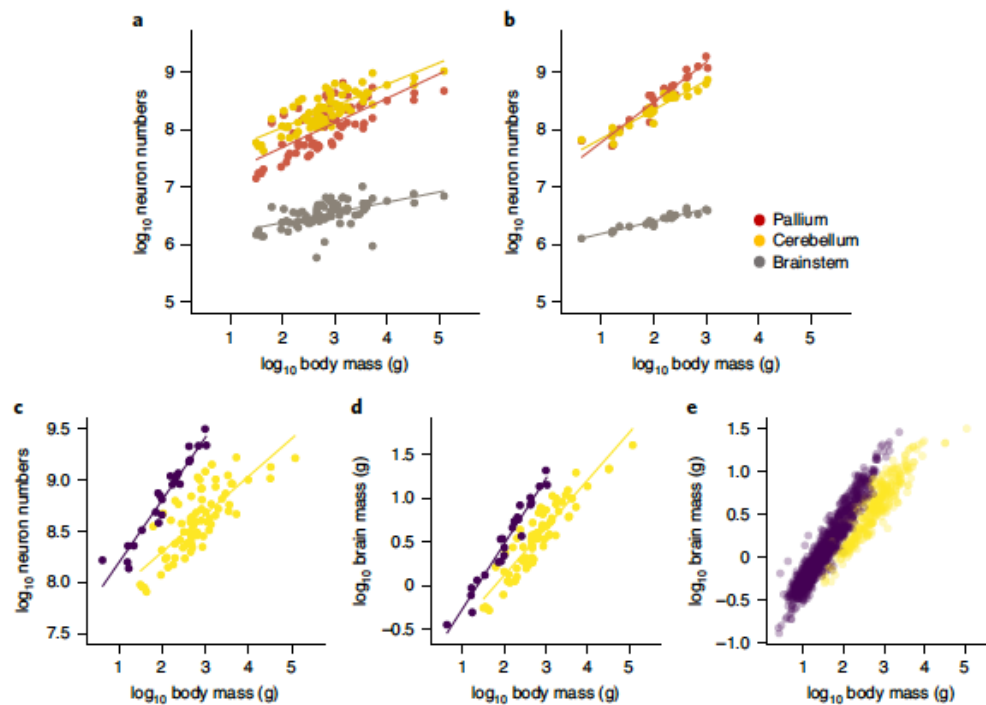 a
b
log10 neuron numbers
9
8
7
6
5
1 2 3 4 5
log10 body mass (g)
log10 neuron numbers
9
8
7
6
5
Pallium
Cerebellum
Brainstem
1 2 3 4 5
log10 body mass (g)
c
d
e
log10 neuron numbers
9.5
9.0
8.5
8.0
7.5
1 2 3 4 5
log10 body mass (g)
log10 brain mass (g)
1.5
1.0
0.5
0
−0.5
1 2 3 4 5
log10 body mass (g)
log10 brain mass (g)
1.5
1.0
0.5
0
−0.5
−1.0
1 2 3 4 5
log10 body mass (g)